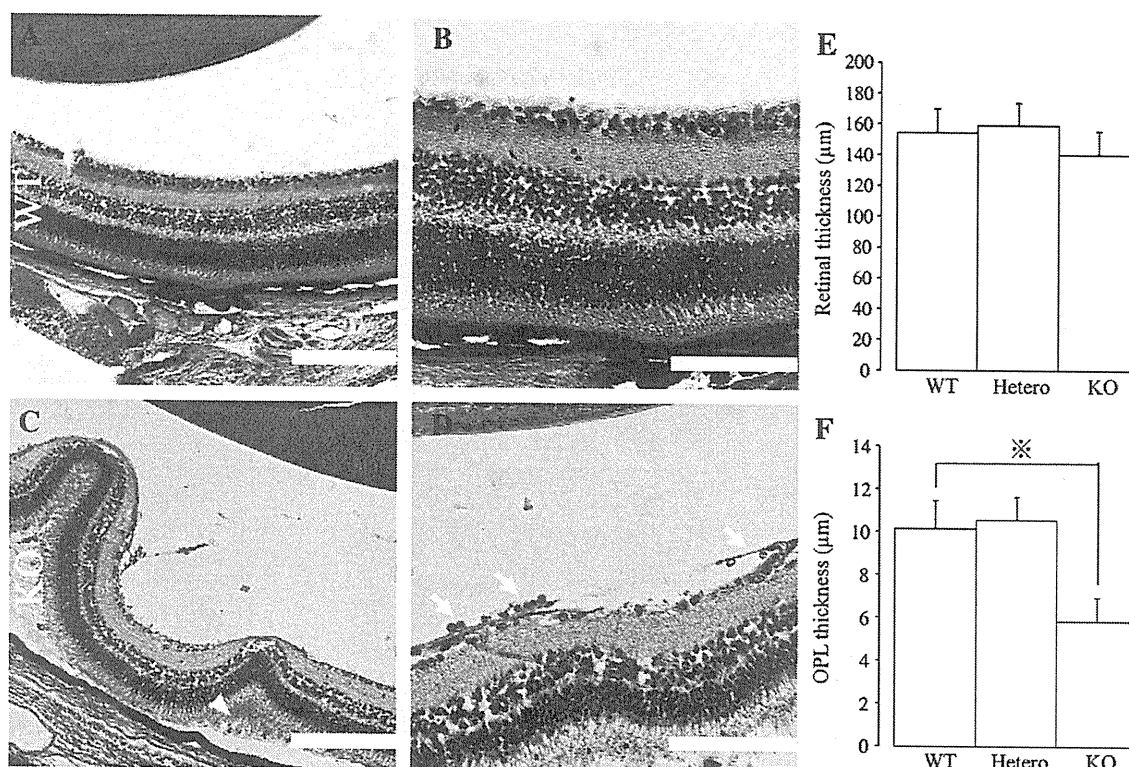 A
WT
B
C
KO
D
E
Retinal thickness (μm)
200
180
160
140
120
100
80
60
40
20
0
WT Hetero KO
F
OPL thickness (μm)
14
12
10
8
6
4
2
0
※
WT Hetero KO